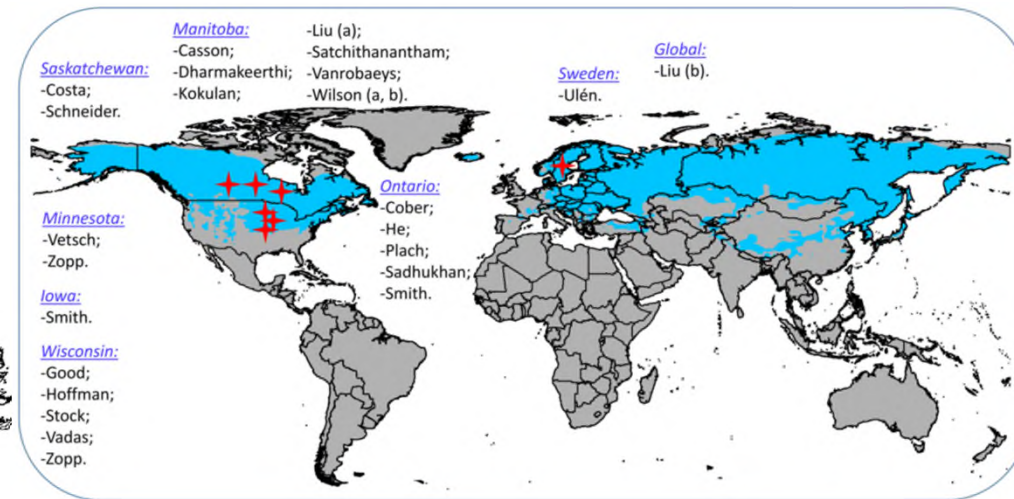 Manitoba:
-Casson;
-Dharmakeerthi;
-Kokulan;
-Liu (a);
-Satchithanantham;
-Vanrobaeys;
-Wilson (a, b).
Global:
-Liu (b).
Saskatchewan:
-Costa;
-Schneider.
Sweden:
-Ulén.
Ontario:
-Cober;
-He;
-Plach;
-Sadhukhan;
-Smith.
Minnesota:
-Vetsch;
-Zopp.
Iowa:
-Smith.
Wisconsin:
-Good;
-Hoffman;
-Stock;
-Vadas;
-Zopp.